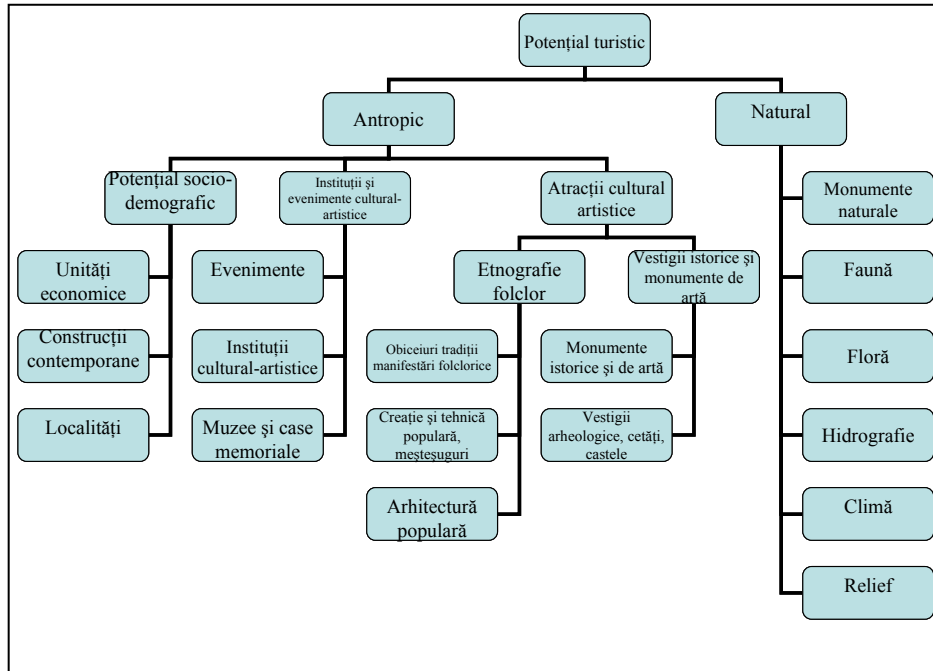 Potențial turistic
Antropic
Natural
Potențial socio-
demografic
Instituții și
evenimente cultural-
artistice
Atracții cultural
artistice
Monumente
naturale
Unități
economice
Evenimente
Etnografie
folclor
Vestigii istorice și
monumente de
artă
Faună
Construcții
contemporane
Instituții
cultural-artistice
Obiceiuri tradiții
manifestări folclorice
Monumente
istorice și de artă
Floră
Localități
Muzee și case
memoriale
Creație și tehnică
populară,
meșteșuguri
Vestigii
arheologice, cetăți,
castele
Hidrografie
Arhitectură
populară
Climă
Relief